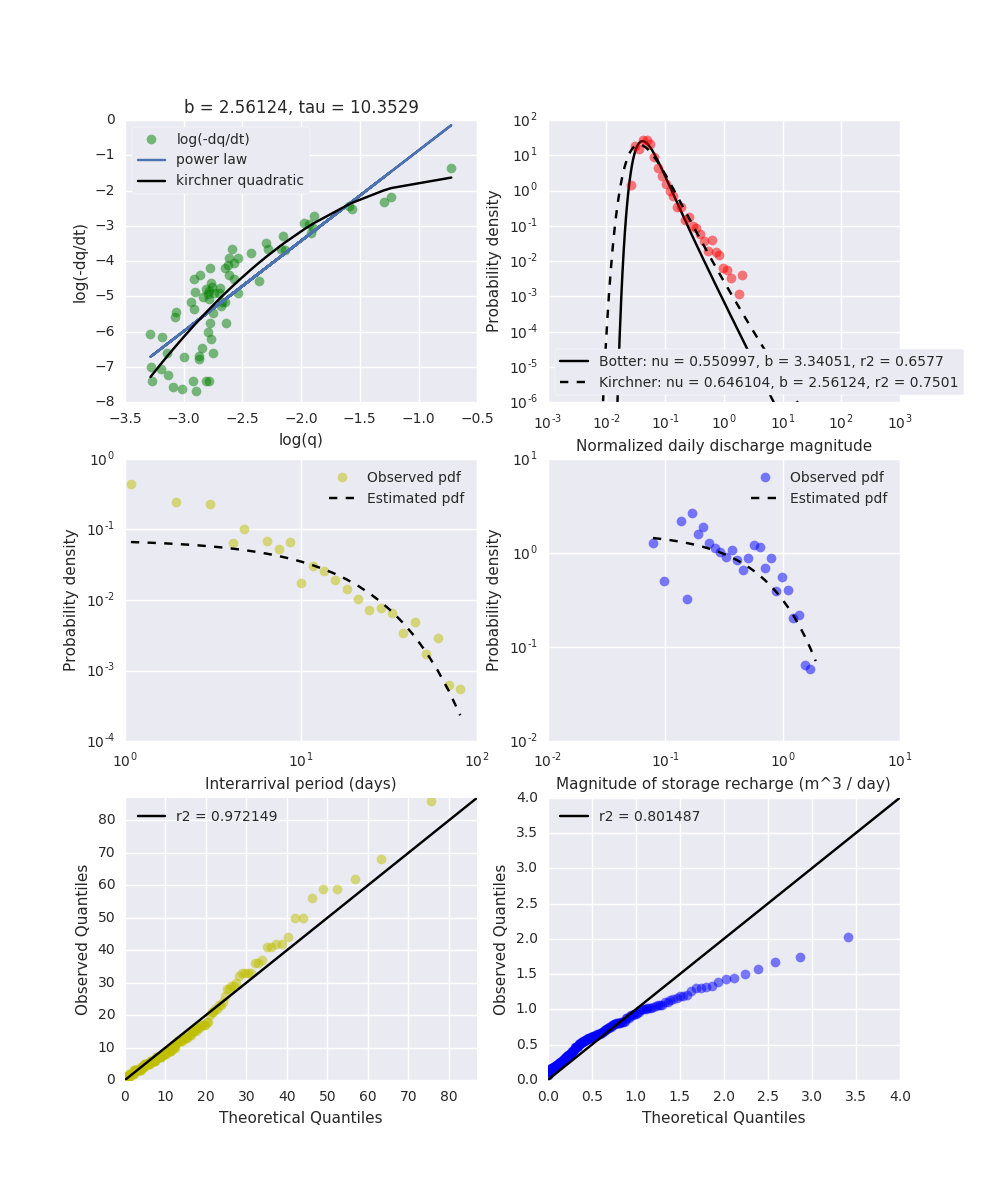 b = 2.56124, tau = 10.3529
0
−1
−2
−3
−4
−5
−6
−7
−8
log(-dq/dt)
log(-dq/dt)
power law
kirchner quadratic
−3.5 −3.0 −2.5 −2.0 −1.5 −1.0 −0.5
log(q)
10^2
10^1
10^0
10^-1
10^-2
10^-3
10^-4
10^-5
10^-6
Probability density
Botter: nu = 0.550997, b = 3.34051, r2 = 0.6577
Kirchner: nu = 0.646104, b = 2.56124, r2 = 0.7501
10^-3 10^-2 10^-1 10^0 10^1 10^2 10^3
Normalized daily discharge magnitude
10^0
10^-1
10^-2
10^-3
10^-4
Probability density
Observed pdf
Estimated pdf
10^0 10^1 10^2
Interarrival period (days)
10^1
10^0
10^-1
10^-2
Probability density
Observed pdf
Estimated pdf
10^-2 10^-1 10^0 10^1
Magnitude of storage recharge (m^3 / day)
80
70
60
50
40
30
20
10
0
Observed Quantiles
r2 = 0.972149
0 10 20 30 40 50 60 70 80
Theoretical Quantiles
4.0
3.5
3.0
2.5
2.0
1.5
1.0
0.5
0.0
Observed Quantiles
r2 = 0.801487
0.0 0.5 1.0 1.5 2.0 2.5 3.0 3.5 4.0
Theoretical Quantiles